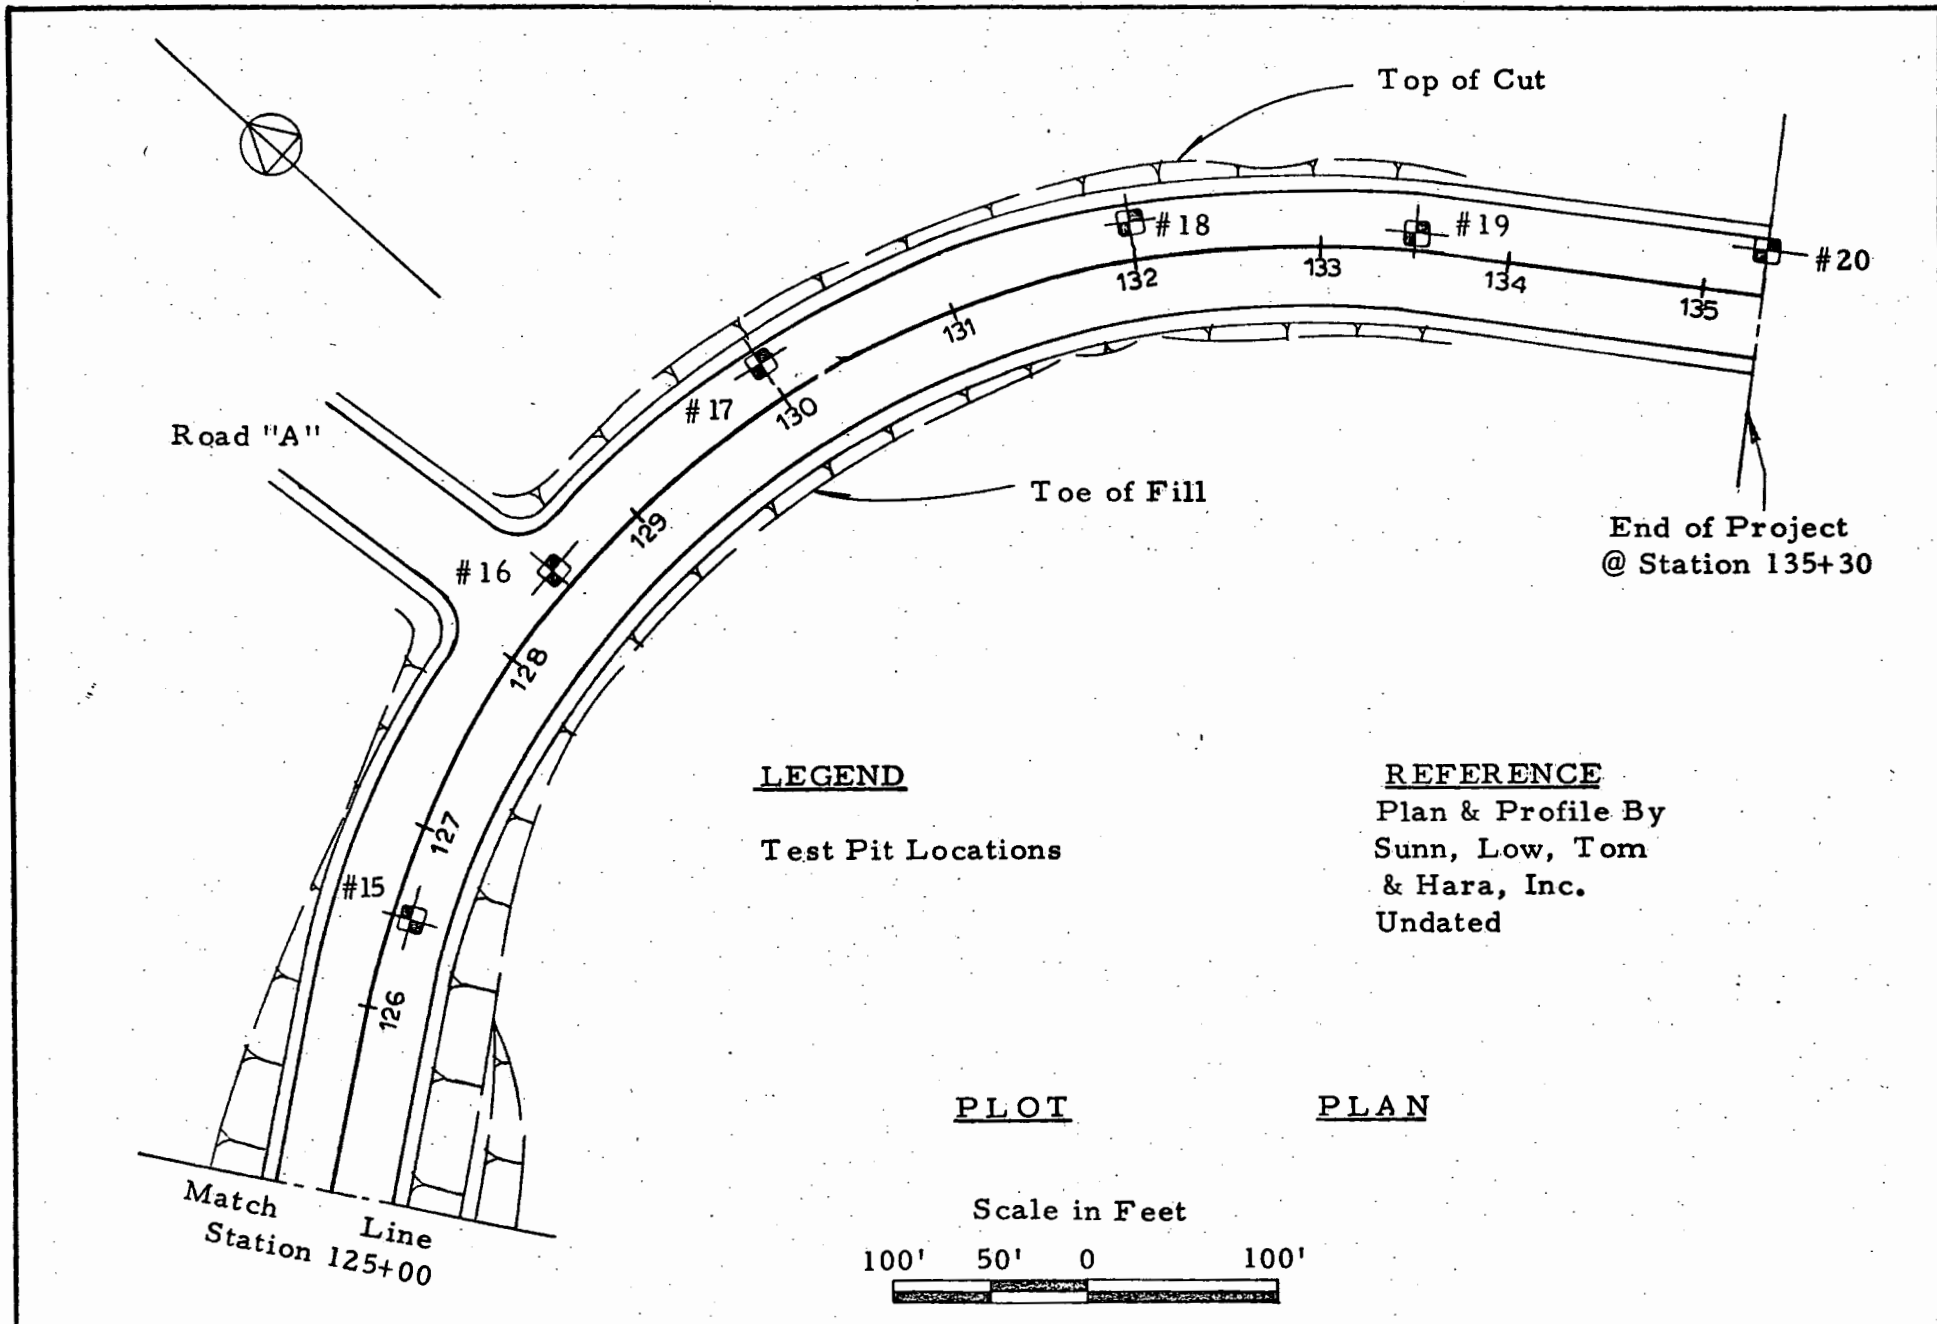 Top of Cut
#18
#19
#20
132
133
134
135
131
#17
130
Road "A"
Toe of Fill
129
End of Project
@ Station 135+30
#16
128
LEGEND
Test Pit Locations
REFERENCE
Plan & Profile By
Sunn, Low, Tom
& Hara, Inc.
Undated
127
#15
126
PLOT PLAN
Match Line
Station 125+00
Scale in Feet
100' 50' 0 100'